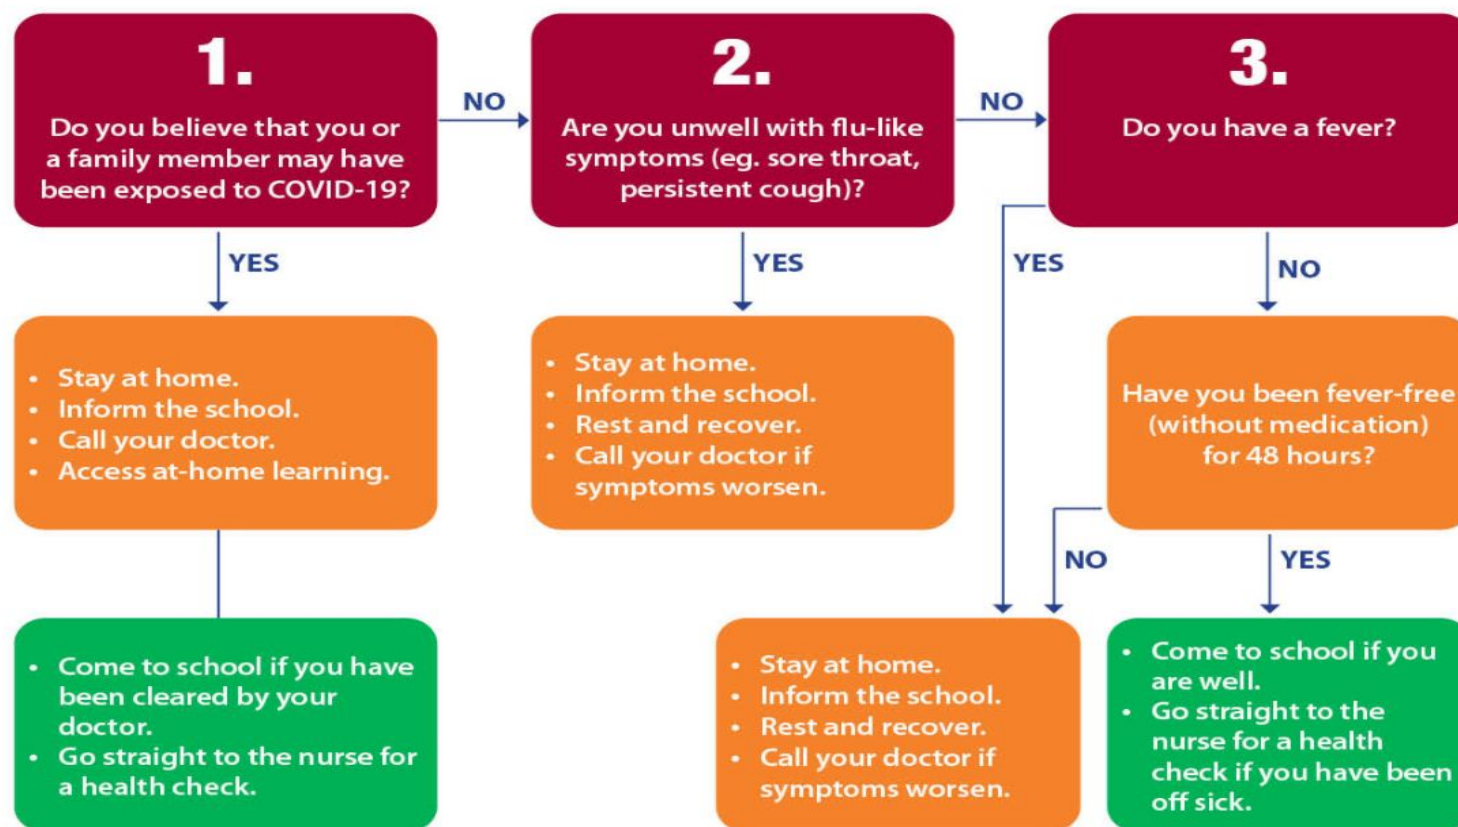 1.
Do you believe that you or
a family member may have
been exposed to COVID-19?
NO
2.
Are you unwell with flu-like
symptoms (eg. sore throat,
persistent cough)?
NO
3.
Do you have a fever?
YES
YES
YES
NO
• Stay at home.
• Inform the school.
• Call your doctor.
• Access at-home learning.
• Stay at home.
• Inform the school.
• Rest and recover.
• Call your doctor if
symptoms worsen.
Have you been fever-free
(without medication)
for 48 hours?
NO
YES
• Come to school if you have
been cleared by your
doctor.
• Go straight to the nurse for
a health check.
• Stay at home.
• Inform the school.
• Rest and recover.
• Call your doctor if
symptoms worsen.
• Come to school if you
are well.
• Go straight to the
nurse for a health
check if you have been
off sick.